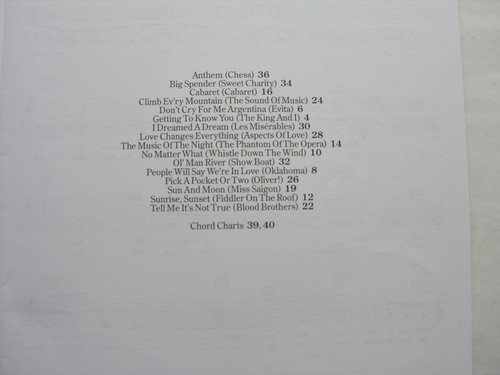 Anthem (Chess) 36
Big Spender (Sweet Charity) 34
Cabaret (Cabaret) 16
Climb Ev'ry Mountain (The Sound Of Music) 24
Don't Cry For Me Argentina (Evita) 6
Getting To Know You (The King And I) 4
I Dreamed A Dream (Les Misérables) 30
Love Changes Everything (Aspects Of Love) 28
The Music Of The Night (The Phantom Of The Opera) 14
No Matter What (Whistle Down The Wind) 10
Ol' Man River (Show Boat) 32
People Will Say We're In Love (Oklahoma) 8
Pick A Pocket Or Two (Oliver!) 26
Sun And Moon (Miss Saigon) 19
Sunrise, Sunset (Fiddler On The Roof) 12
Tell Me It's Not True (Blood Brothers) 22
Chord Charts 39, 40